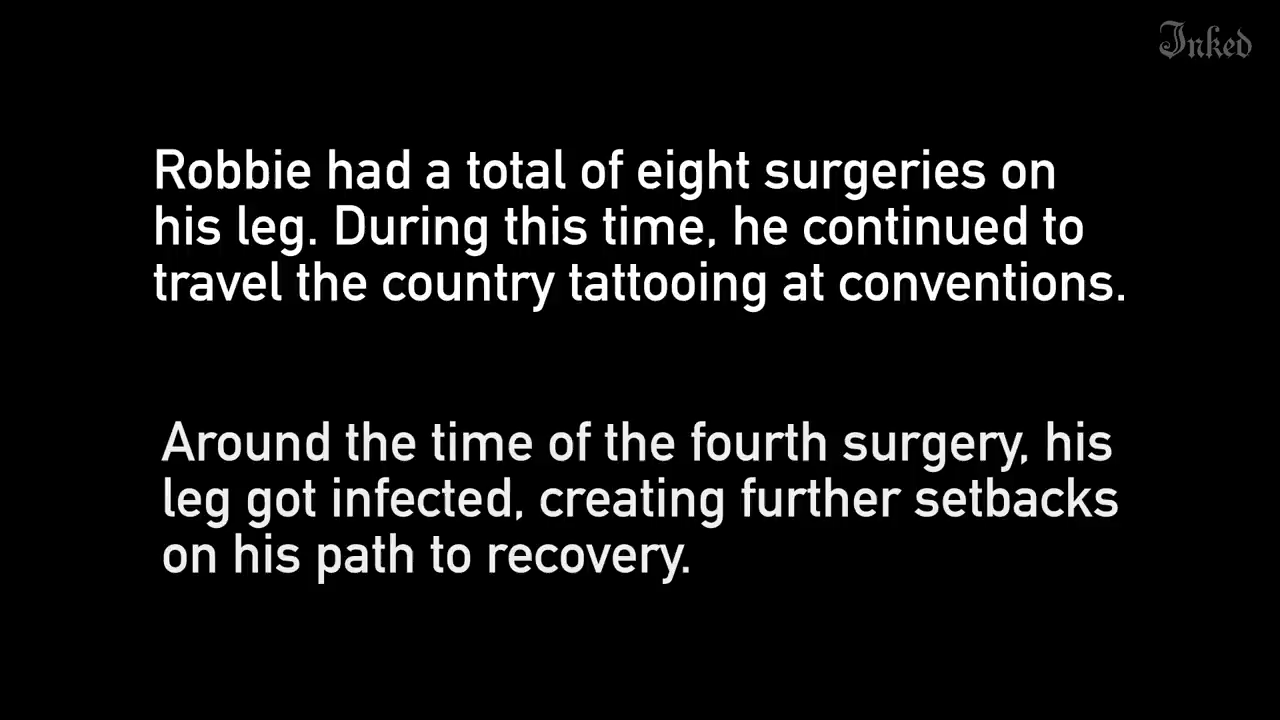 Inked
Robbie had a total of eight surgeries on
his leg. During this time, he continued to
travel the country tattooing at conventions.
Around the time of the fourth surgery, his
leg got infected, creating further setbacks
on his path to recovery.